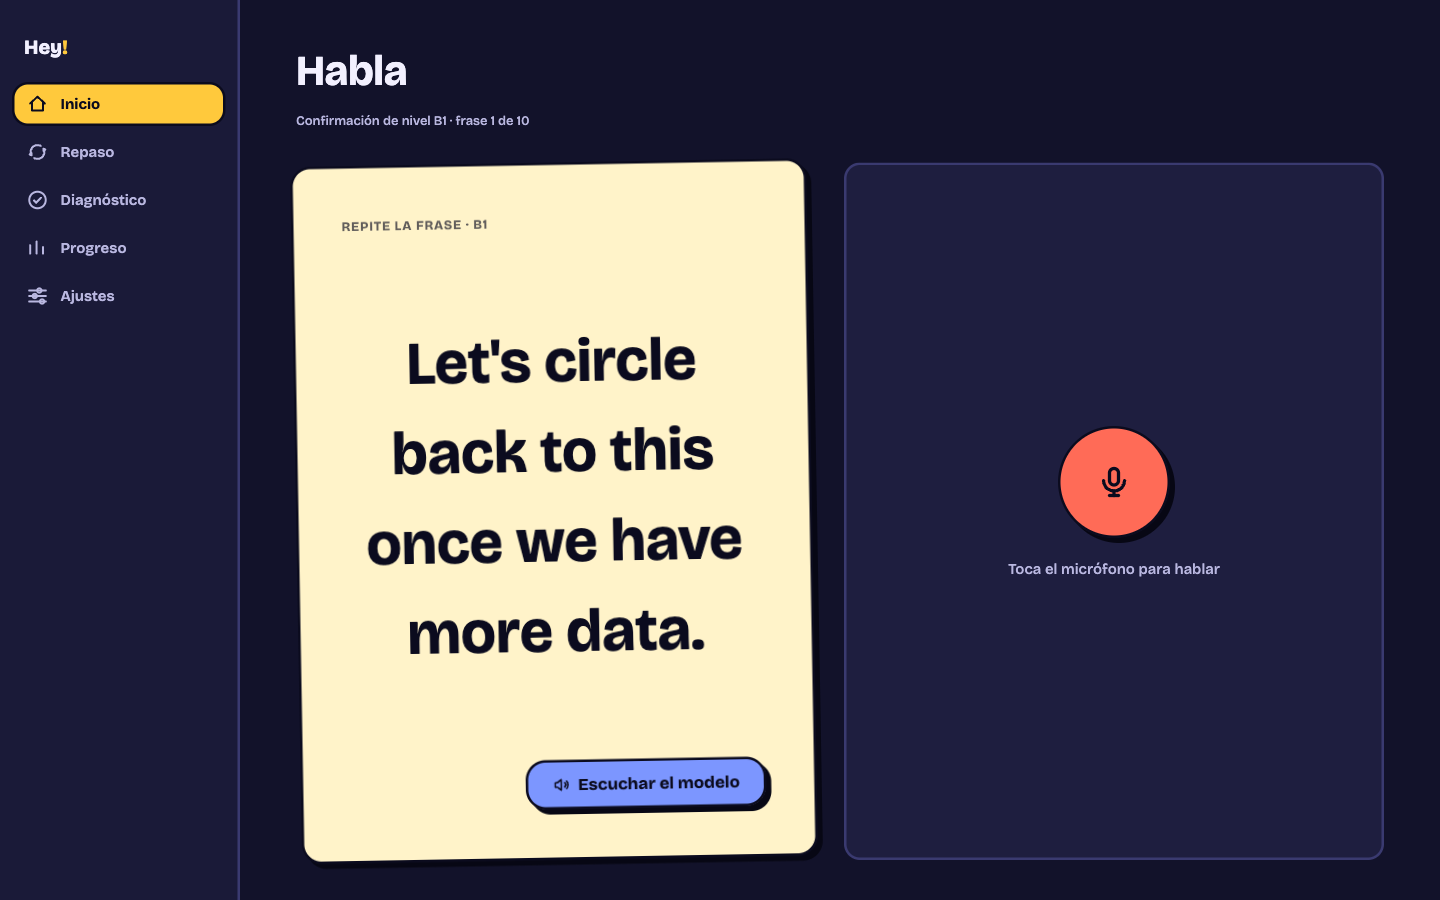 Hey!
Inicio
Repaso
Diagnóstico
Progreso
Ajustes
Habla
Confirmación de nivel B1 · frase 1 de 10
REPITE LA FRASE · B1
Let's circle
back to this
once we have
more data.
Escuchar el modelo
Toca el micrófono para hablar